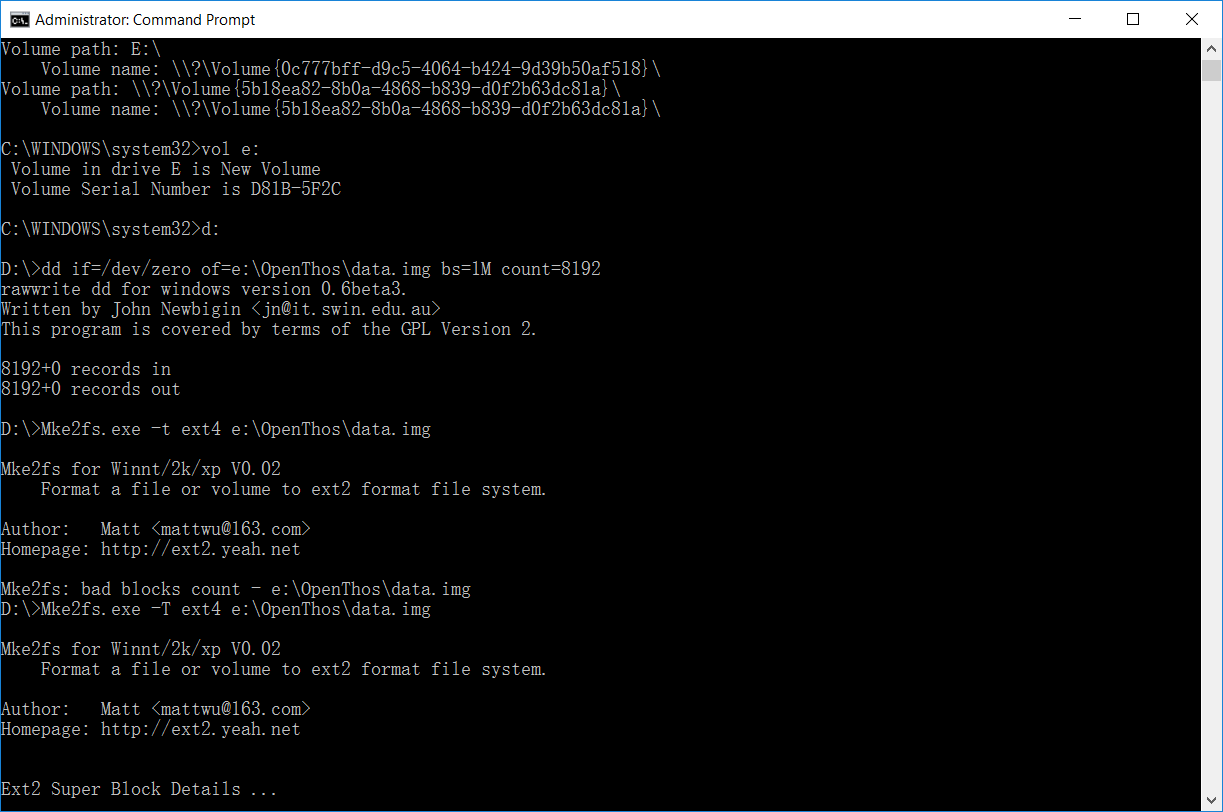 Administrator: Command Prompt
Volume path: E:\
    Volume name: \\?\Volume{0c777bff-d9c5-4064-b424-9d39b50af518}\
Volume path: \\?\Volume{5b18ea82-8b0a-4868-b839-d0f2b63dc81a}\
    Volume name: \\?\Volume{5b18ea82-8b0a-4868-b839-d0f2b63dc81a}\
C:\WINDOWS\system32>vol e:
 Volume in drive E is New Volume
 Volume Serial Number is D81B-5F2C
C:\WINDOWS\system32>d:
D:\>dd if=/dev/zero of=e:\OpenThos\data.img bs=1M count=8192
rawwrite dd for windows version 0.6beta3.
Written by John Newbigin <jn@it.swin.edu.au>
This program is covered by terms of the GPL Version 2.
8192+0 records in
8192+0 records out
D:\>Mke2fs.exe -t ext4 e:\OpenThos\data.img
Mke2fs for Winnt/2k/xp V0.02
    Format a file or volume to ext2 format file system.
Author:   Matt <mattwu@163.com>
Homepage: http://ext2.yeah.net
Mke2fs: bad blocks count - e:\OpenThos\data.img
D:\>Mke2fs.exe -T ext4 e:\OpenThos\data.img
Mke2fs for Winnt/2k/xp V0.02
    Format a file or volume to ext2 format file system.
Author:   Matt <mattwu@163.com>
Homepage: http://ext2.yeah.net
Ext2 Super Block Details ...